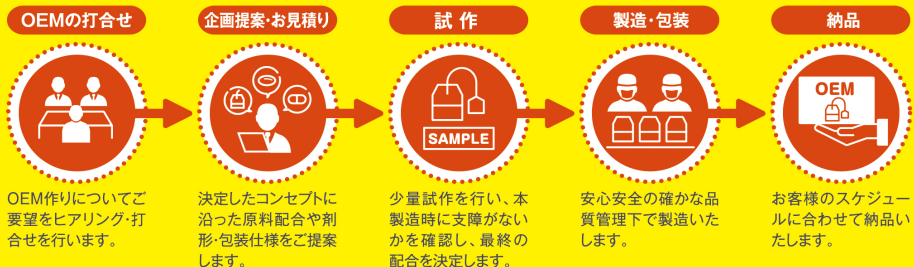 OEMの打合せ
OEM作りについてご
要望をヒアリング・打
合せを行います。
企画提案・お見積り
決定したコンセプトに
沿った原料配合や剤
形・包装仕様をご提案
します。
試作
SAMPLE
少量試作を行い、本
製造時に支障がない
かを確認し、最終の
配合を決定します。
製造・包装
安心安全の確かな品
質管理下で製造いた
します。
納品
OEM
お客様のスケジュー
ルに合わせて納品い
たします。